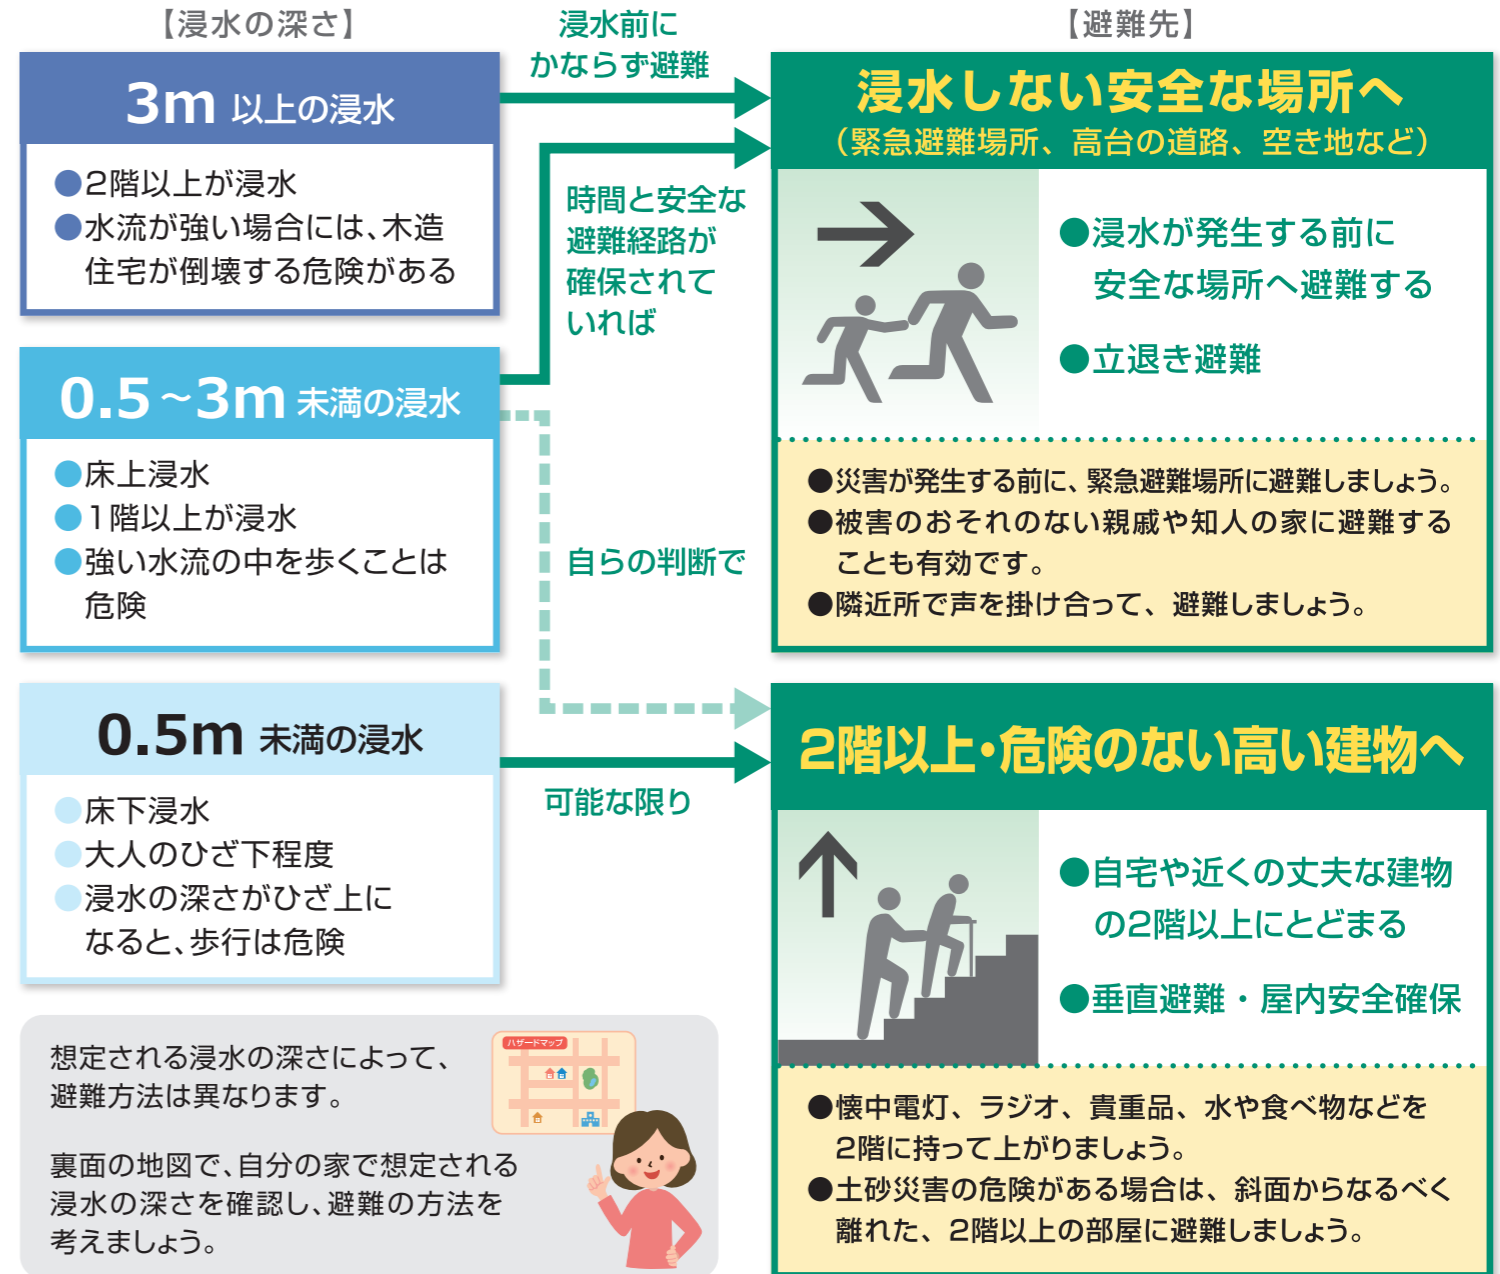 【浸水の深さ】
3m 以上の浸水
●2階以上が浸水
●水流が強い場合には、木造
住宅が倒壊する危険がある
0.5～3m 未満の浸水
●床上浸水
●1階以上が浸水
●強い水流の中を歩くことは
危険
0.5m 未満の浸水
●床下浸水
●大人のひざ下程度
●浸水の深さがひざ上に
なると、歩行は危険
浸水前に
かならず避難
時間と安全な
避難経路が
確保されて
いれば
自らの判断で
可能な限り
【避難先】
浸水しない安全な場所へ
（緊急避難場所、高台の道路、空き地など）
●浸水が発生する前に
安全な場所へ避難する
●立退き避難
●災害が発生する前に、緊急避難場所に避難しましょう。
●被害のおそれのない親戚や知人の家に避難する
ことも有効です。
●隣近所で声を掛け合って、避難しましょう。
2階以上・危険のない高い建物へ
●自宅や近くの丈夫な建物
の2階以上にとどまる
●垂直避難・屋内安全確保
●懐中電灯、ラジオ、貴重品、水や食べ物などを
2階に持って上がりましょう。
●土砂災害の危険がある場合は、斜面からなるべく
離れた、2階以上の部屋に避難しましょう。
想定される浸水の深さによって、
避難方法は異なります。
裏面の地図で、自分の家で想定される
浸水の深さを確認し、避難の方法を
考えましょう。
ハザードマップ